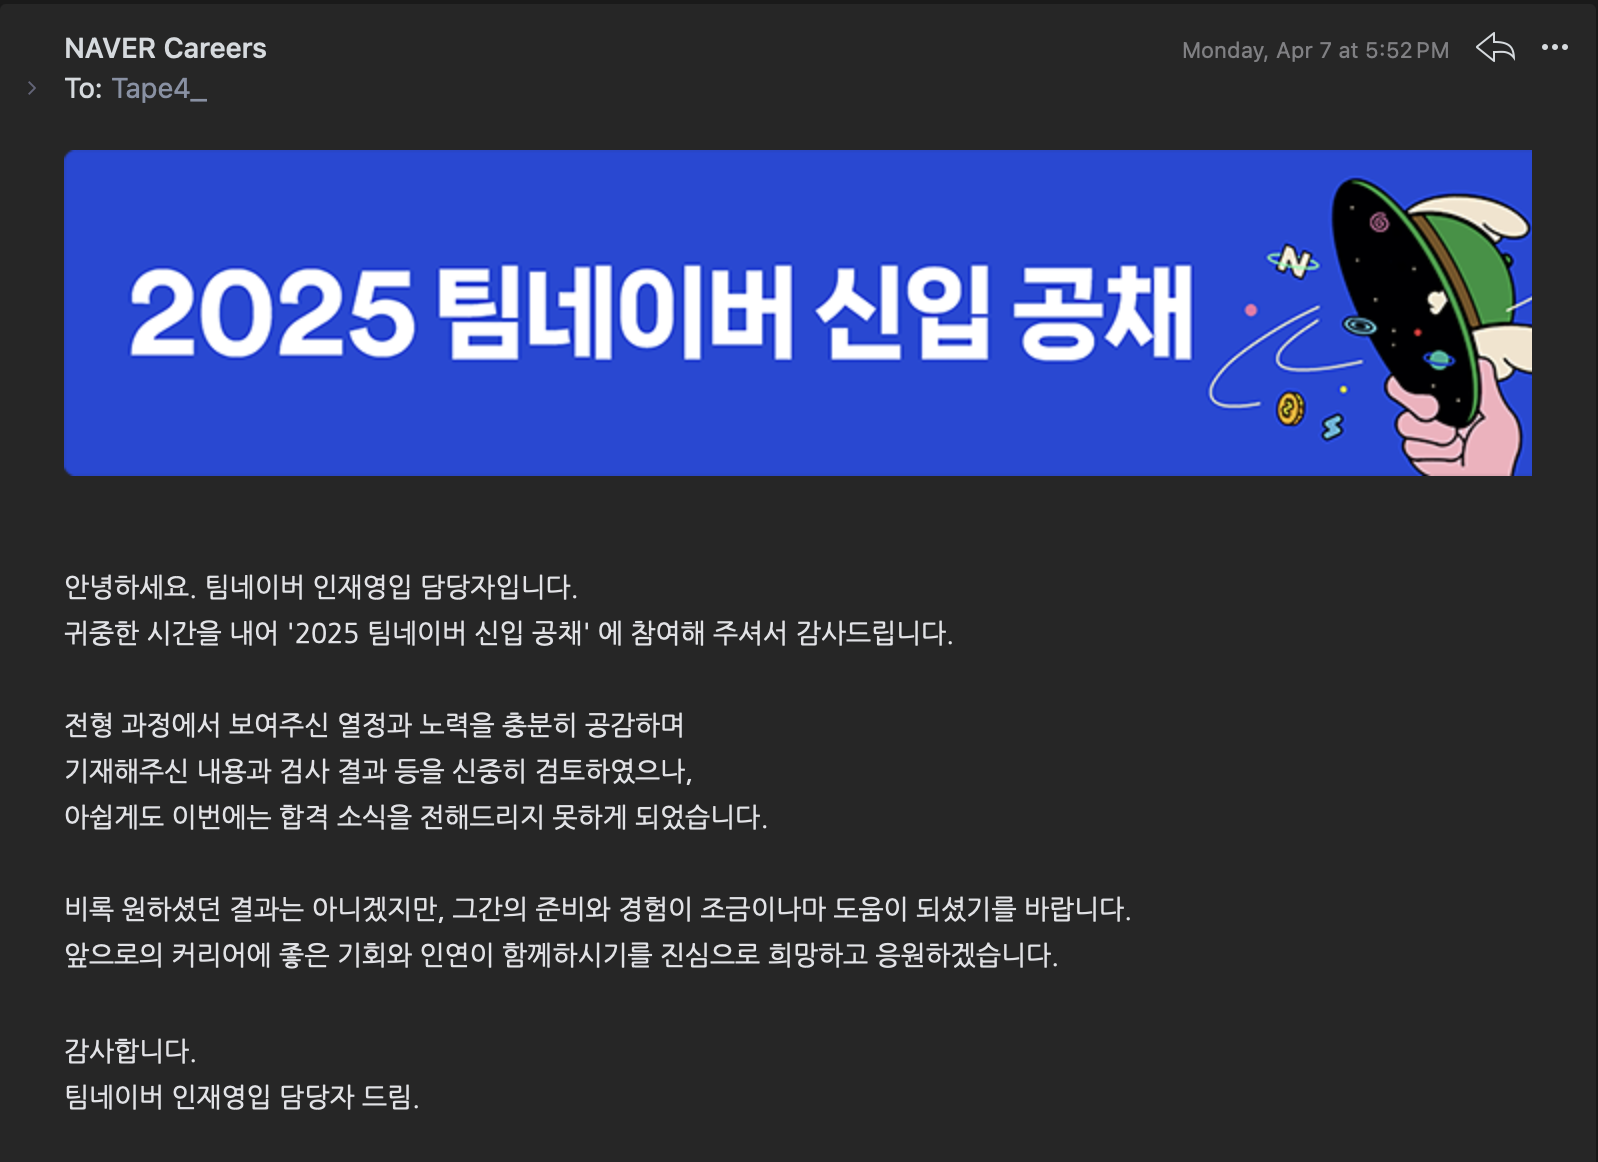 NAVER Careers
Monday, Apr 7 at 5:52 PM
To: Tape4_
2025 팀네이버 신입 공채
안녕하세요. 팀네이버 인재영입 담당자입니다.
귀중한 시간을 내어 '2025 팀네이버 신입 공채' 에 참여해 주셔서 감사드립니다.
전형 과정에서 보여주신 열정과 노력을 충분히 공감하며
기재해주신 내용과 검사 결과 등을 신중히 검토하였으나,
아쉽게도 이번에는 합격 소식을 전해드리지 못하게 되었습니다.
비록 원하셨던 결과는 아니겠지만, 그간의 준비와 경험이 조금이나마 도움이 되셨기를 바랍니다.
앞으로의 커리어에 좋은 기회와 인연이 함께하시기를 진심으로 희망하고 응원하겠습니다.
감사합니다.
팀네이버 인재영입 담당자 드림.